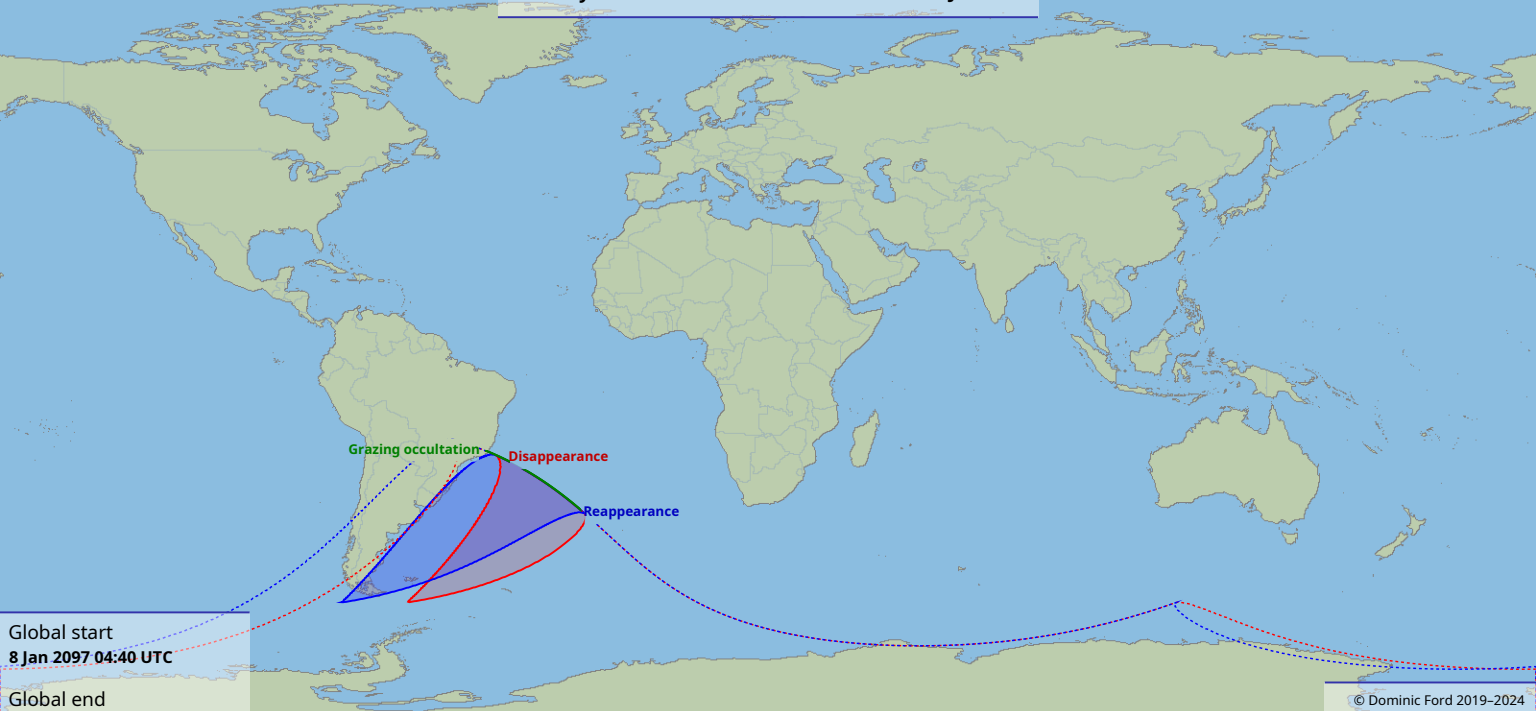 Grazing occultation
Disappearance
Reappearance
Global start
8 Jan 2097 04:40 UTC
Global end
© Dominic Ford 2019–2024